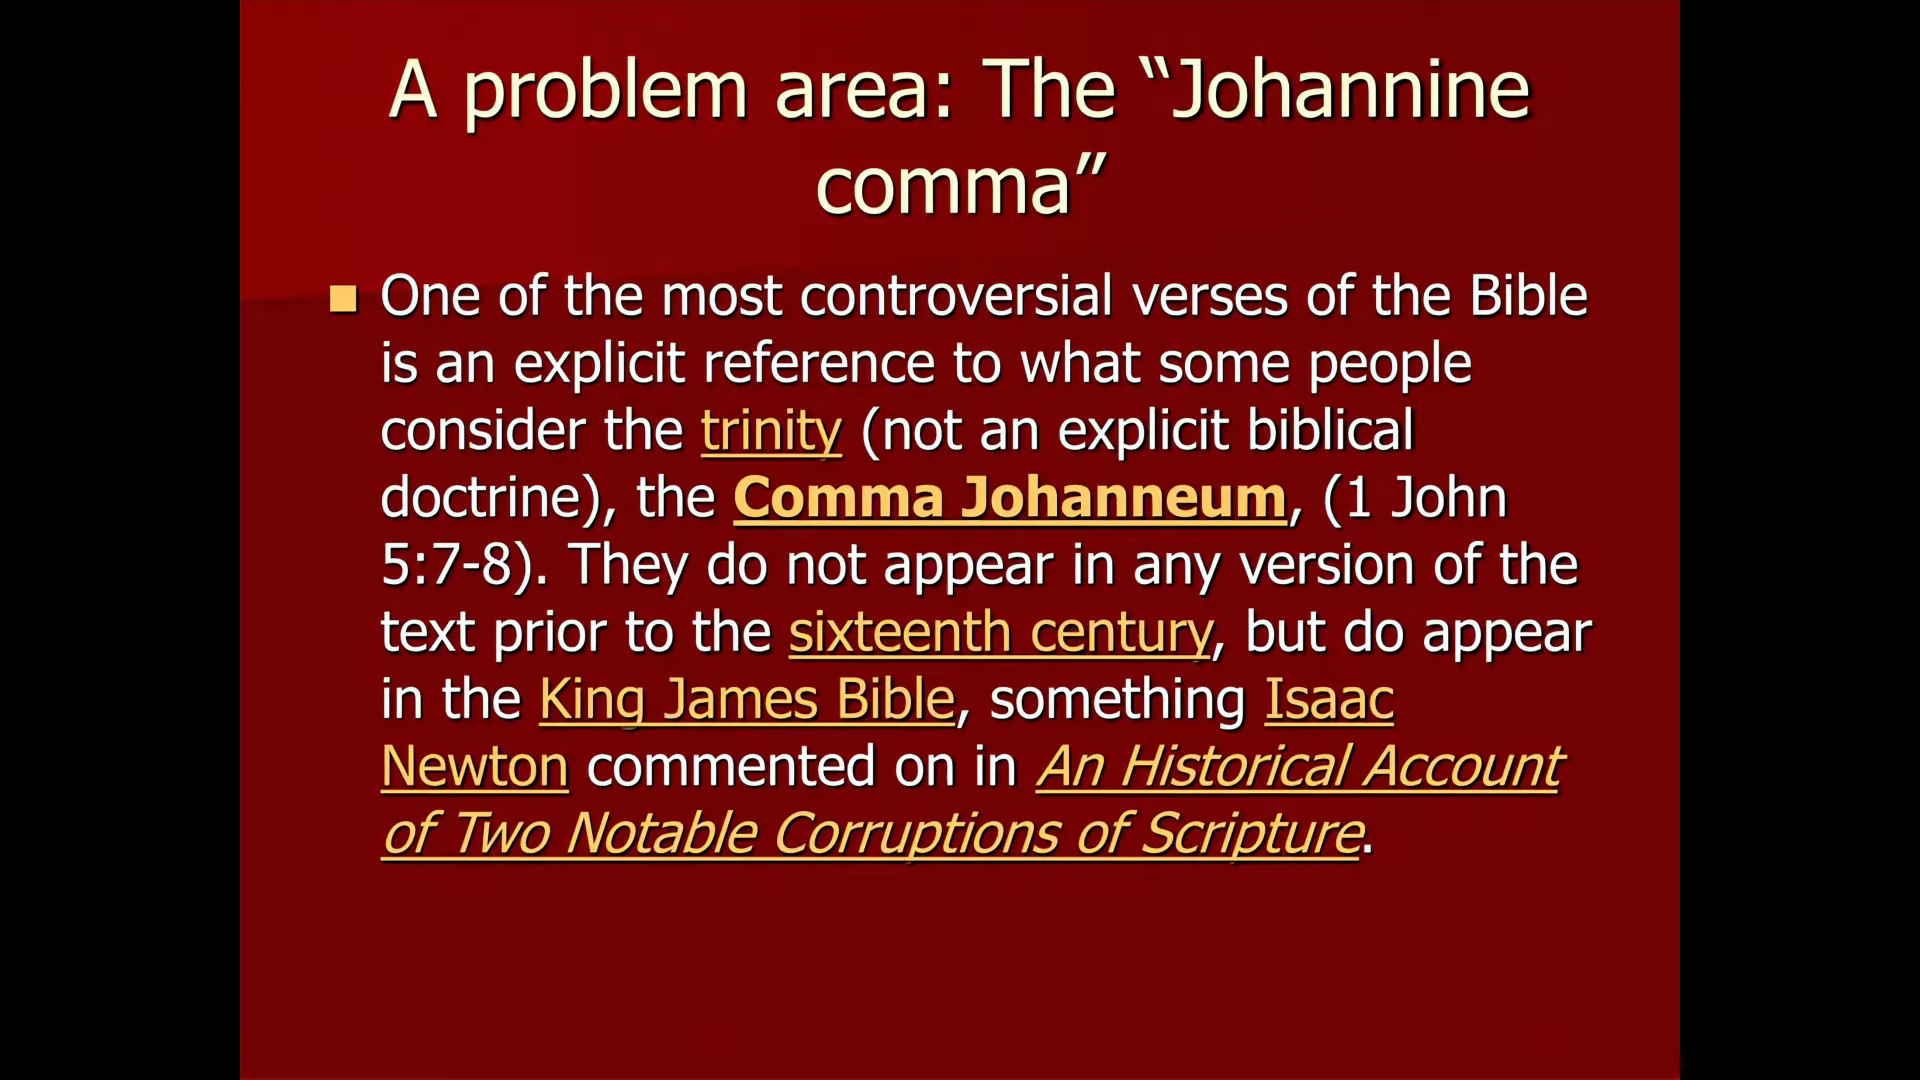 A problem area: The “Johannine
comma”
■ One of the most controversial verses of the Bible
is an explicit reference to what some people
consider the trinity (not an explicit biblical
doctrine), the Comma Johanneum, (1 John
5:7-8). They do not appear in any version of the
text prior to the sixteenth century, but do appear
in the King James Bible, something Isaac
Newton commented on in An Historical Account
of Two Notable Corruptions of Scripture.